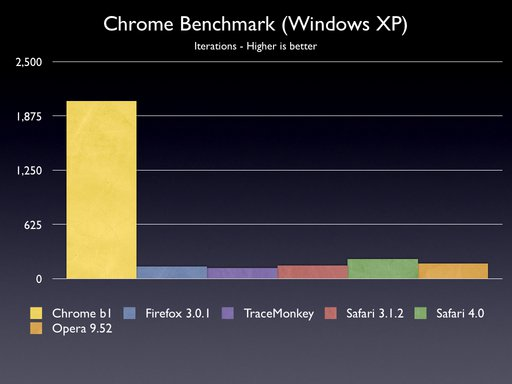 Chrome Benchmark (Windows XP)
Iterations - Higher is better
2,500
1,875
1,250
625
0
Chrome b1 Firefox 3.0.1 TraceMonkey Safari 3.1.2 Safari 4.0
Opera 9.52